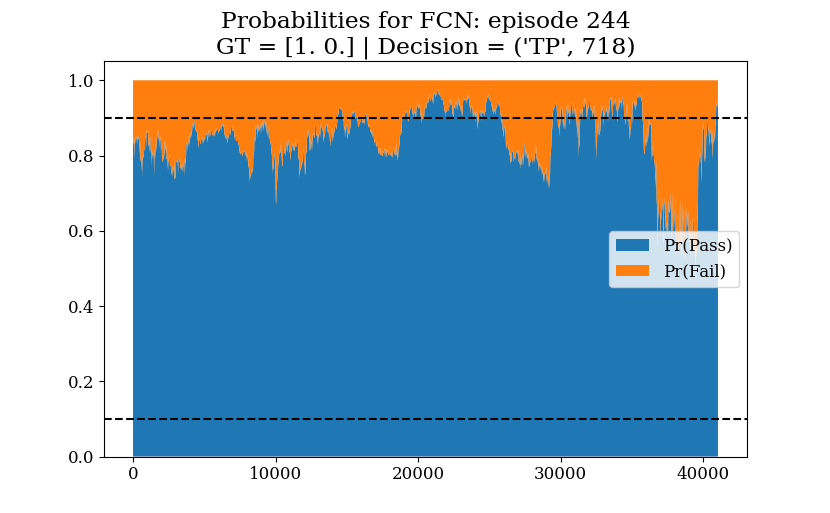 Probabilities for FCN: episode 244
GT = [1. 0.] | Decision = ('TP', 718)
1.0
0.8
0.6
0.4
0.2
0.0
Pr(Pass)
Pr(Fail)
0 10000 20000 30000 40000